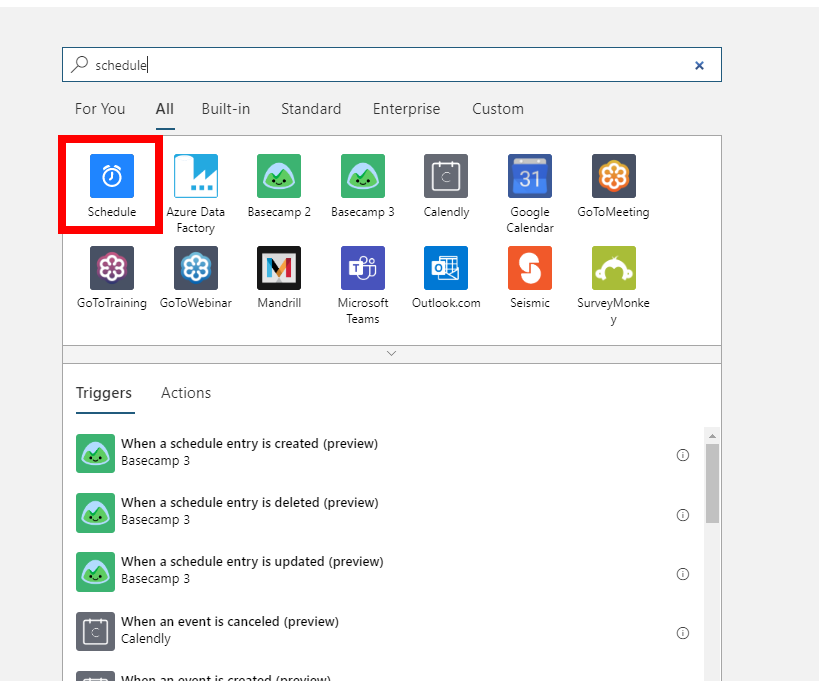 schedule
For You All Built-in Standard Enterprise Custom
Schedule
Azure Data
Factory
Basecamp 2
Basecamp 3
Calendly
31
Google
Calendar
GoToMeeting
GoToTraining
GoToWebinar
Mandrill
Microsoft
Teams
Outlook.com
Seismic
SurveyMonke
y
Triggers Actions
When a schedule entry is created (preview)
Basecamp 3
When a schedule entry is deleted (preview)
Basecamp 3
When a schedule entry is updated (preview)
Basecamp 3
When an event is canceled (preview)
Calendly
When an event is created (preview)